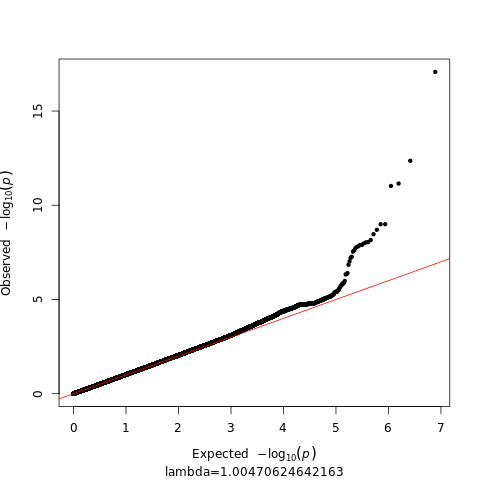 15
10
5
0
Observed −log10(p)
0 1 2 3 4 5 6 7
Expected −log10(p)
lambda=1.00470624642163